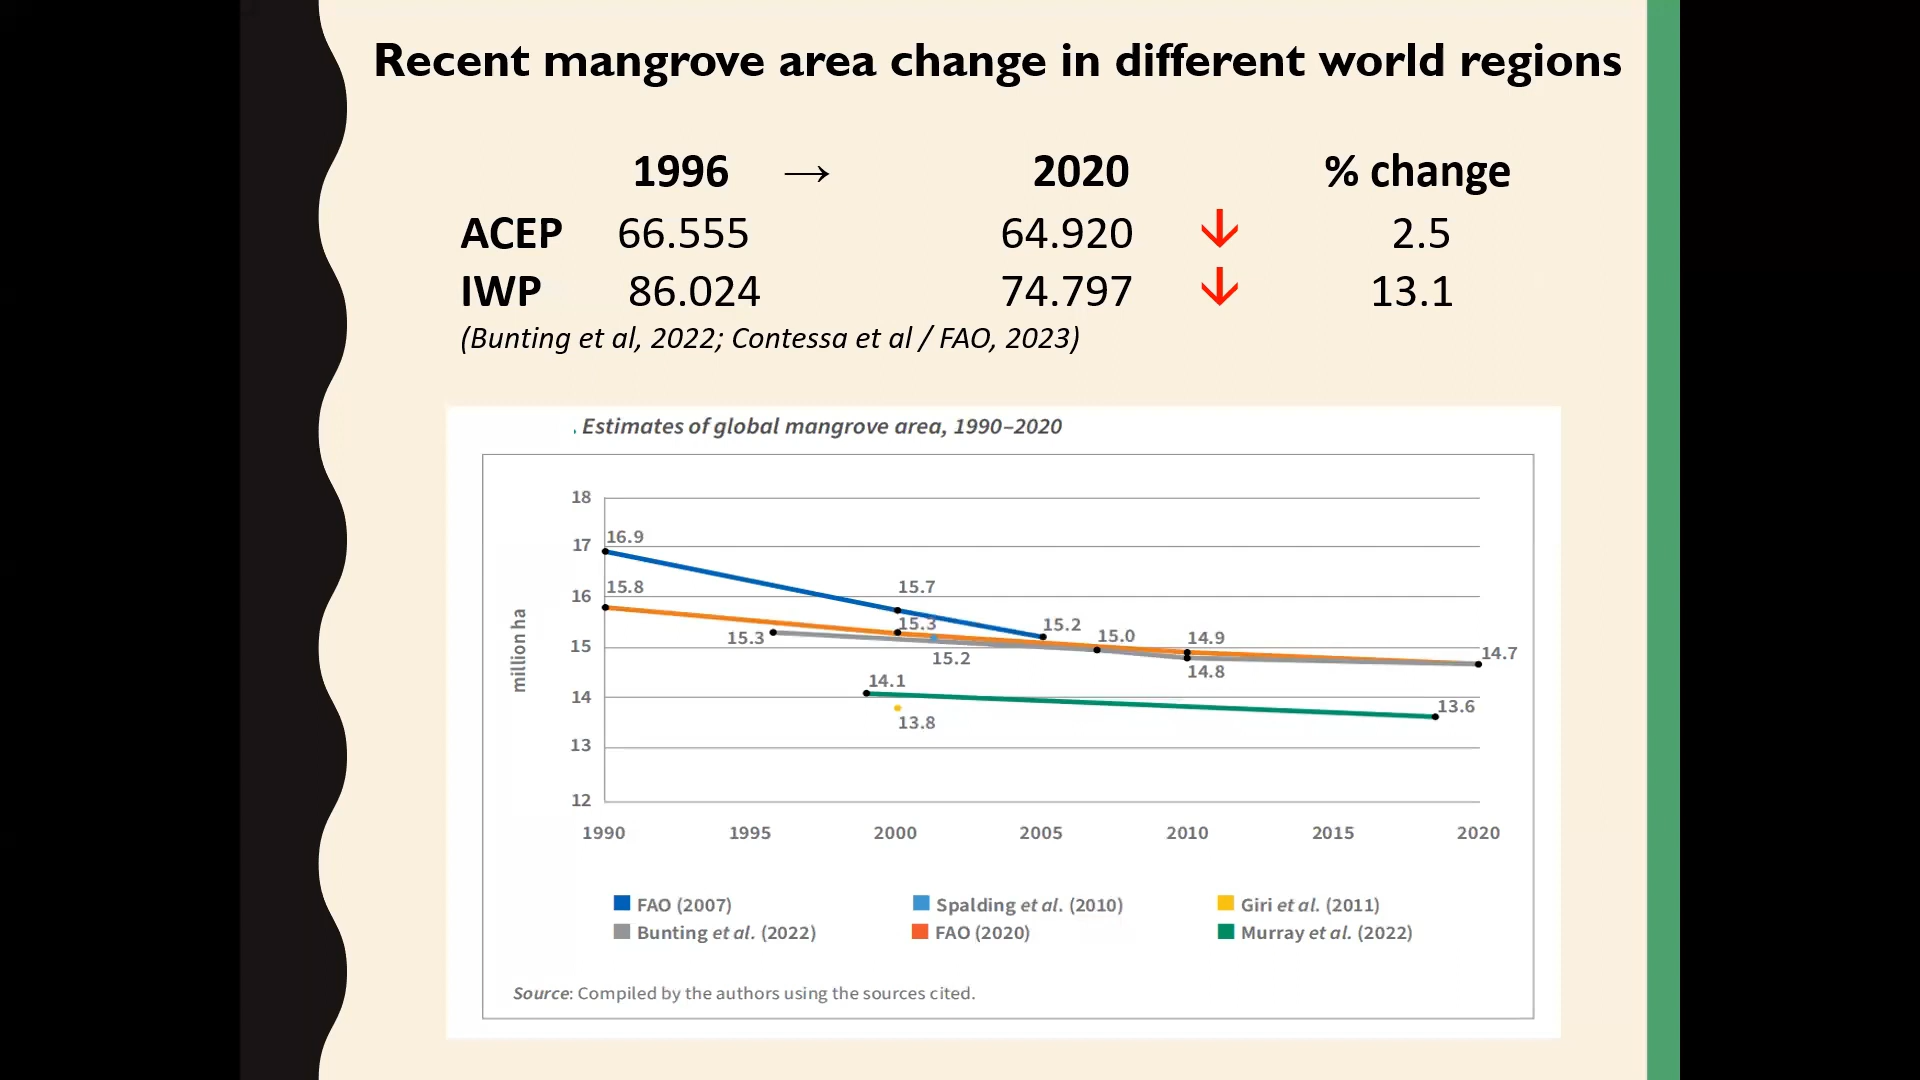 Recent mangrove area change in different world regions
1996 → 2020 % change
ACEP 66.555 64.920 ↓ 2.5
IWP 86.024 74.797 ↓ 13.1
(Bunting et al, 2022; Contessa et al / FAO, 2023)
. Estimates of global mangrove area, 1990–2020
million ha
18
17
16
15
14
13
12
16.9
15.8
15.7
15.3
15.3
15.2
15.2
15.0
14.9
14.8
14.7
14.1
13.8
13.6
1990 1995 2000 2005 2010 2015 2020
FAO (2007) Spalding et al. (2010) Giri et al. (2011)
Bunting et al. (2022) FAO (2020) Murray et al. (2022)
Source: Compiled by the authors using the sources cited.